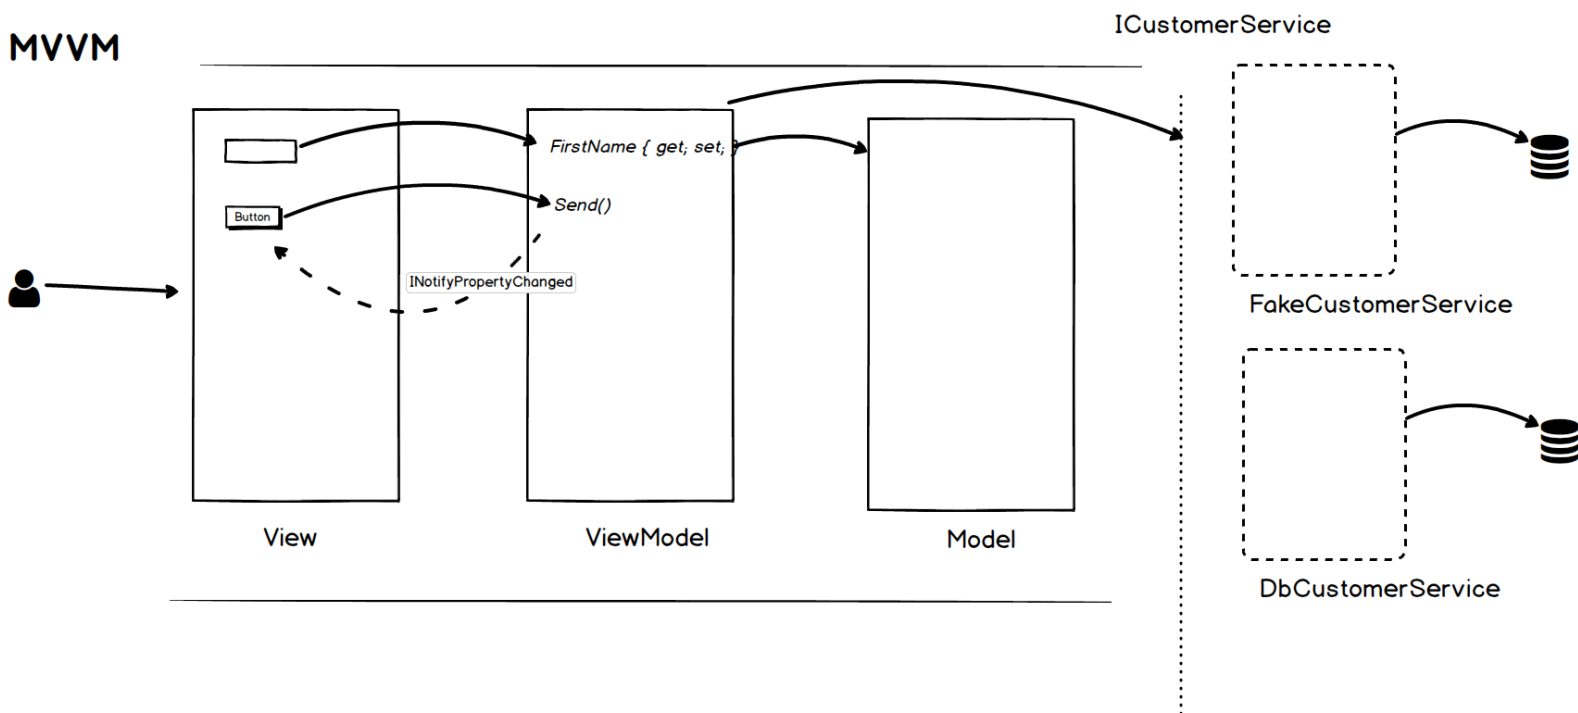 MVVM
ICustomerService
FirstName { get; set; }
Send()
Button
INotifyPropertyChanged
FakeCustomerService
View
ViewModel
Model
DbCustomerService